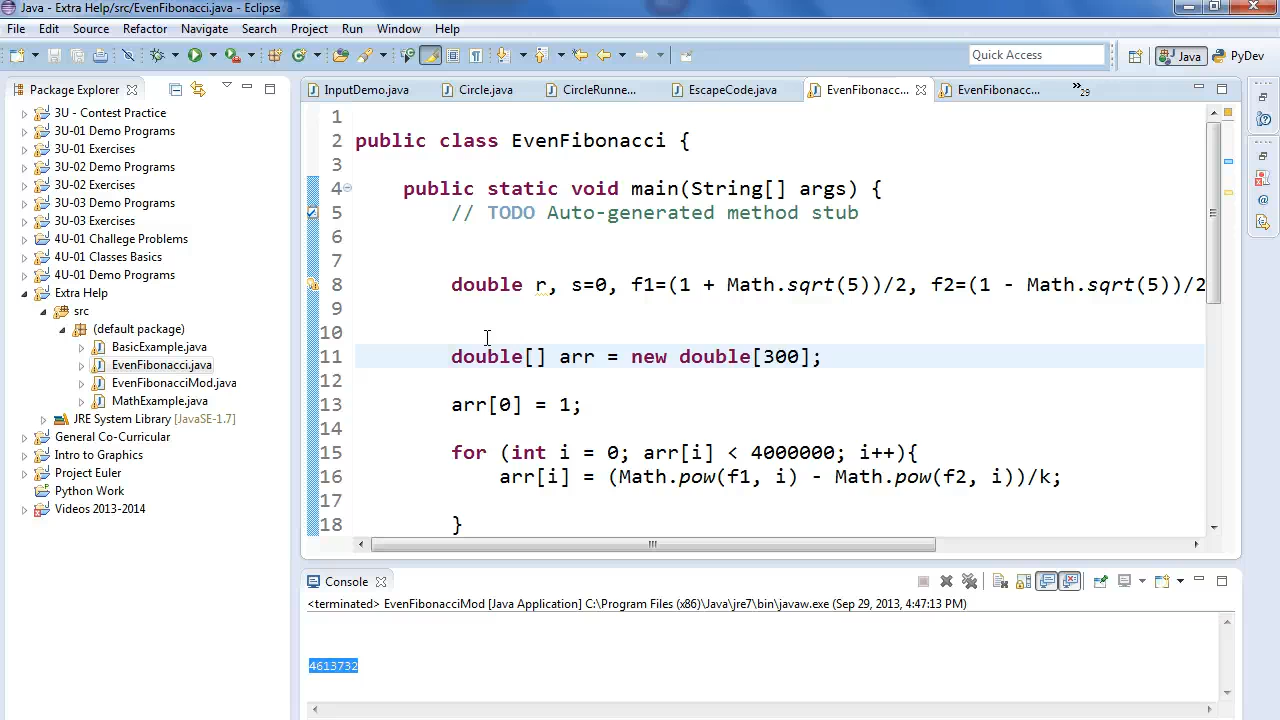 Java - Extra Help/src/EvenFibonacci.java - Eclipse
File Edit Source Refactor Navigate Search Project Run Window Help
Quick Access Java PyDev
Package Explorer
InputDemo.java Circle.java CircleRunne... EscapeCode.java EvenFibonacc... EvenFibonacc... »29
3U - Contest Practice
3U-01 Demo Programs
3U-01 Exercises
3U-02 Demo Programs
3U-02 Exercises
3U-03 Demo Programs
3U-03 Exercises
4U-01 Challege Problems
4U-01 Classes Basics
4U-01 Demo Programs
Extra Help
src
(default package)
BasicExample.java
EvenFibonacci.java
EvenFibonacciMod.java
MathExample.java
JRE System Library [JavaSE-1.7]
General Co-Curricular
Intro to Graphics
Project Euler
Python Work
Videos 2013-2014
1
2 public class EvenFibonacci {
3
4 public static void main(String[] args) {
5 // TODO Auto-generated method stub
6
7
8 double r, s=0, f1=(1 + Math.sqrt(5))/2, f2=(1 - Math.sqrt(5))/2
9
10
11 double[] arr = new double[300];
12
13 arr[0] = 1;
14
15 for (int i = 0; arr[i] < 4000000; i++){
16 arr[i] = (Math.pow(f1, i) - Math.pow(f2, i))/k;
17
18 }
Console
<terminated> EvenFibonacciMod [Java Application] C:\Program Files (x86)\Java\jre7\bin\javaw.exe (Sep 29, 2013, 4:47:13 PM)
4613732